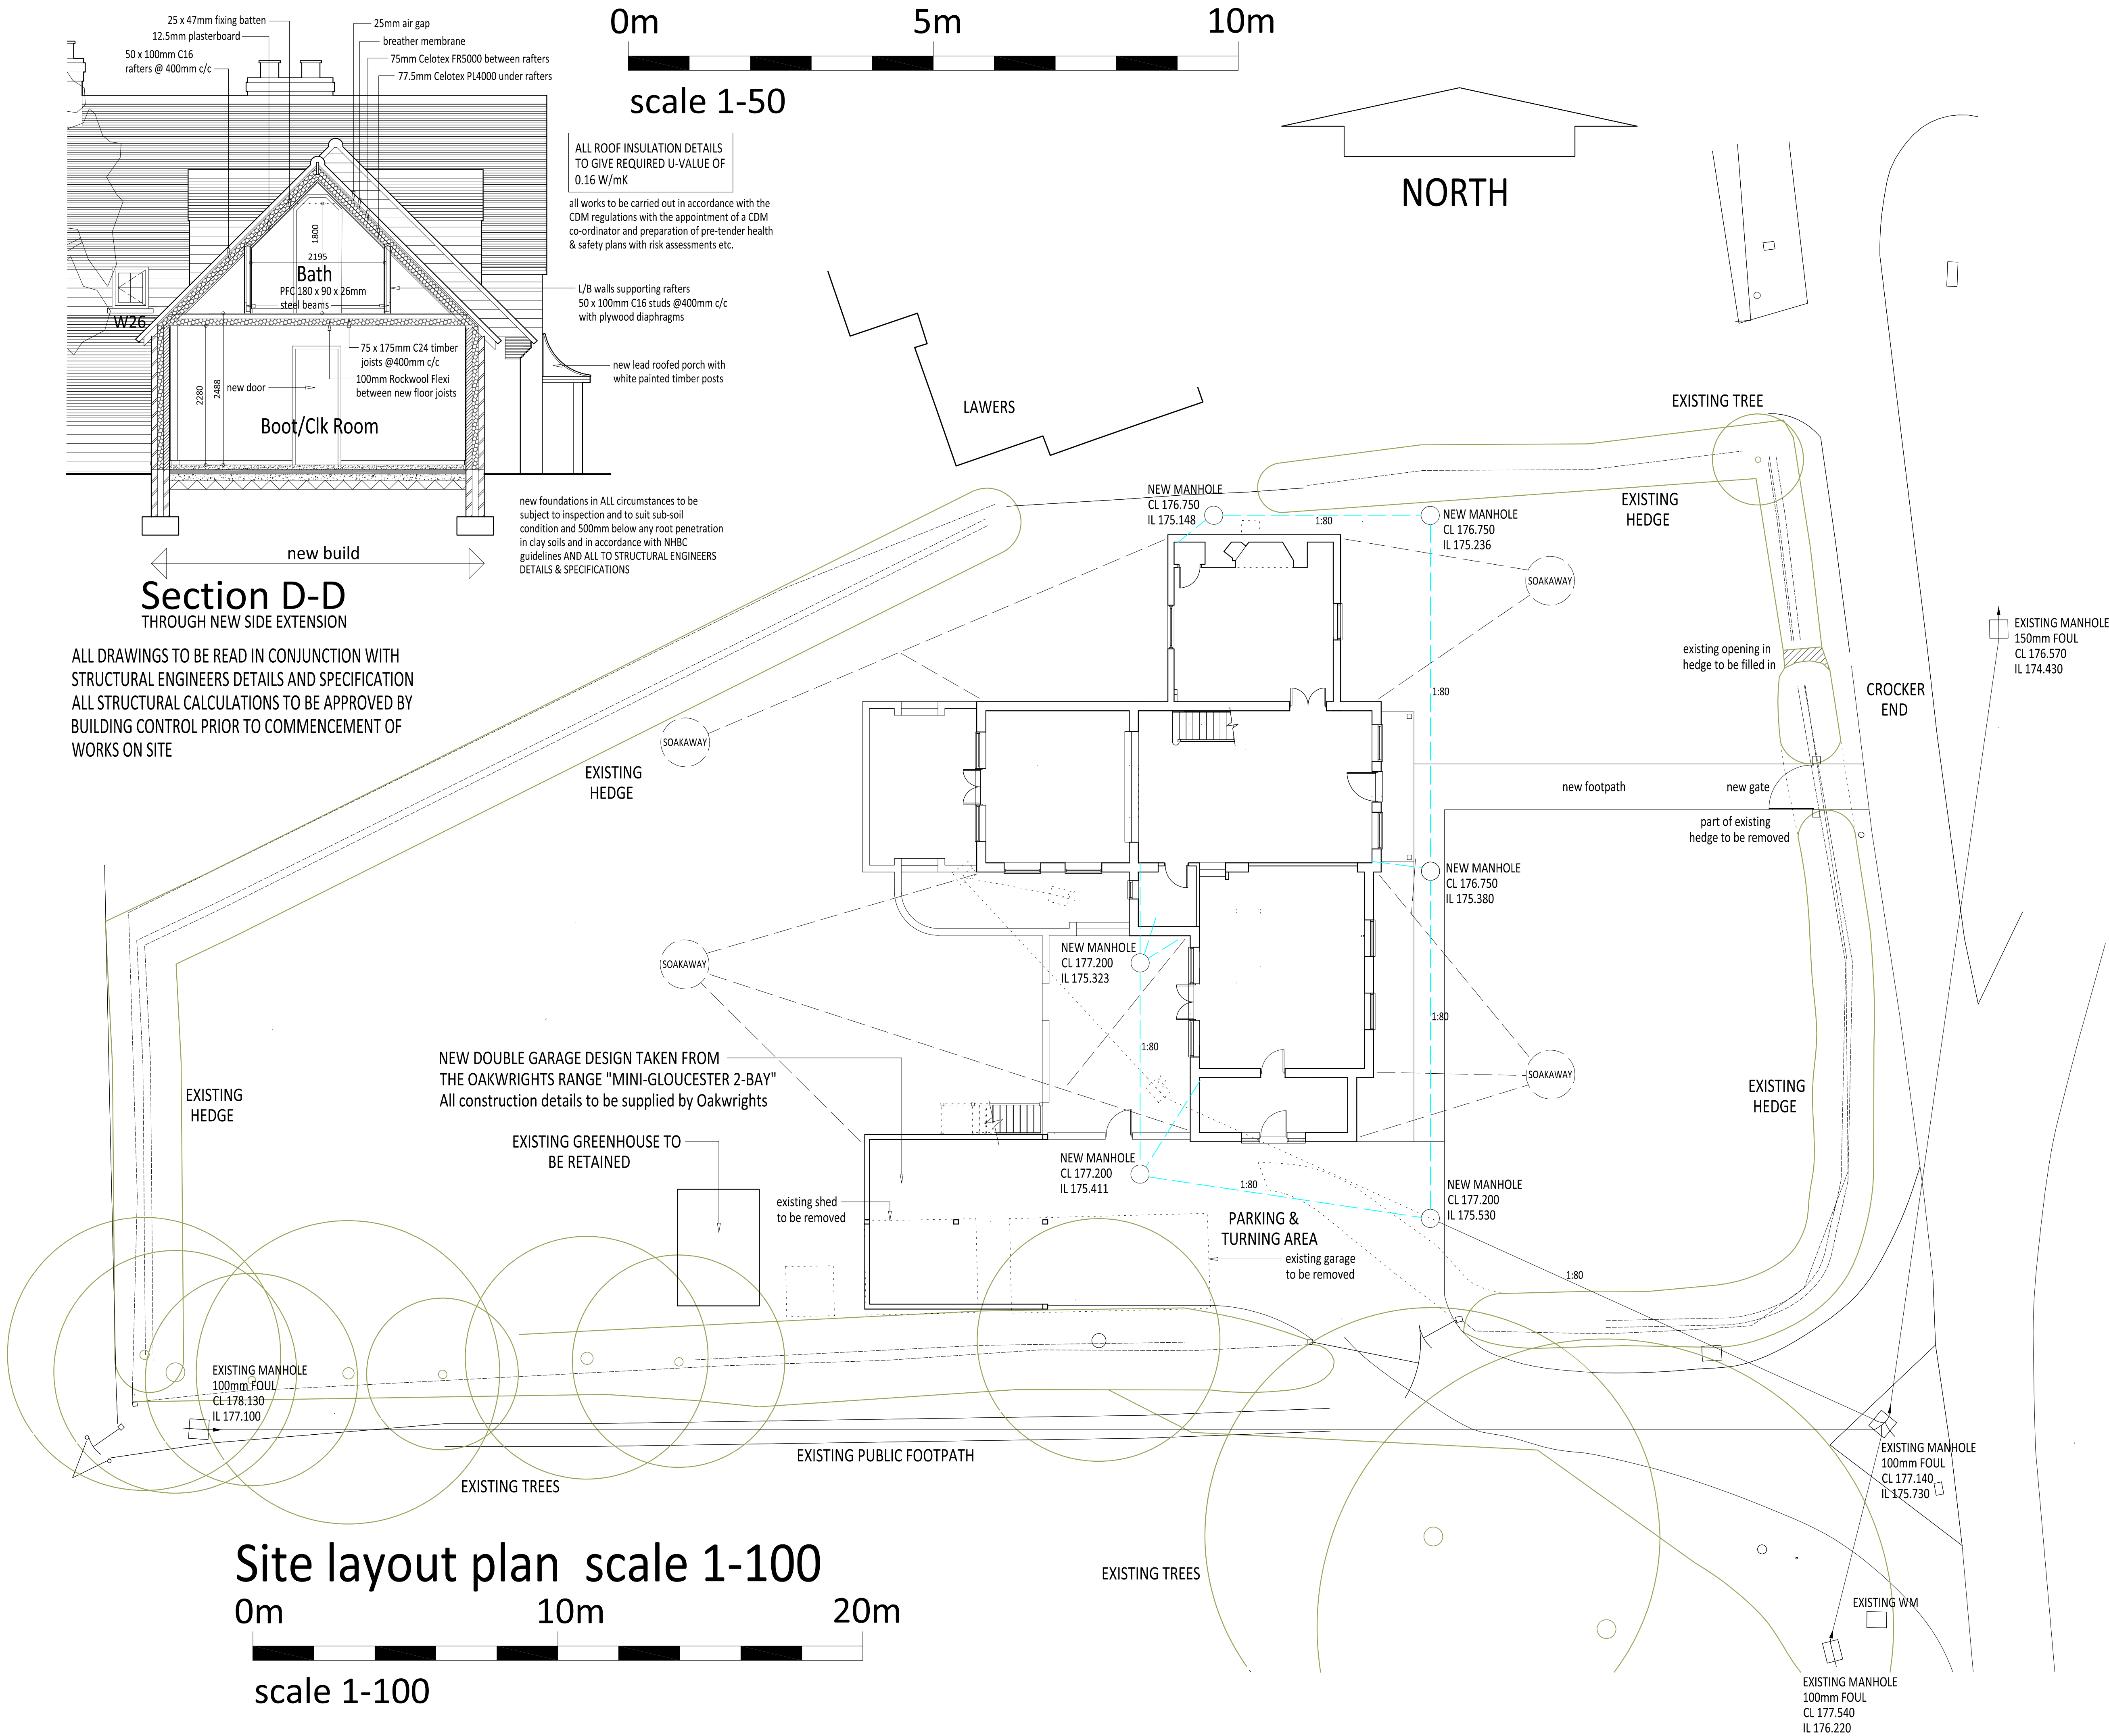 25 x 47mm fixing batten
12.5mm plasterboard
50 x 100mm C16
rafters @ 400mm c/c
25mm air gap
breather membrane
75mm Celotex FR5000 between rafters
77.5mm Celotex PL4000 under rafters
0m 5m 10m
scale 1-50
ALL ROOF INSULATION DETAILS
TO GIVE REQUIRED U-VALUE OF
0.16 W/mK
all works to be carried out in accordance with the
CDM regulations with the appointment of a CDM
co-ordinator and preparation of pre-tender health
& safety plans with risk assessments etc.
NORTH
1800
2195
Bath
PFC 180 x 90 x 26mm
steel beams
W26
L/B walls supporting rafters
50 x 100mm C16 studs @400mm c/c
with plywood diaphragms
75 x 175mm C24 timber
joists @400mm c/c
100mm Rockwool Flexi
between new floor joists
new lead roofed porch with
white painted timber posts
2280
2488
new door
Boot/Clk Room
new foundations in ALL circumstances to be
subject to inspection and to suit sub-soil
condition and 500mm below any root penetration
in clay soils and in accordance with NHBC
guidelines AND ALL TO STRUCTURAL ENGINEERS
DETAILS & SPECIFICATIONS
new build
Section D-D
THROUGH NEW SIDE EXTENSION
ALL DRAWINGS TO BE READ IN CONJUNCTION WITH
STRUCTURAL ENGINEERS DETAILS AND SPECIFICATION
ALL STRUCTURAL CALCULATIONS TO BE APPROVED BY
BUILDING CONTROL PRIOR TO COMMENCEMENT OF
WORKS ON SITE
LAWERS
EXISTING TREE
EXISTING
HEDGE
NEW MANHOLE
CL 176.750
IL 175.148
1:80
NEW MANHOLE
CL 176.750
IL 175.236
SOAKAWAY
EXISTING MANHOLE
150mm FOUL
CL 176.570
IL 174.430
existing opening in
hedge to be filled in
CROCKER
END
1:80
SOAKAWAY
EXISTING
HEDGE
new footpath
new gate
part of existing
hedge to be removed
NEW MANHOLE
CL 176.750
IL 175.380
NEW MANHOLE
CL 177.200
IL 175.323
SOAKAWAY
1:80
1:80
SOAKAWAY
NEW DOUBLE GARAGE DESIGN TAKEN FROM
THE OAKWRIGHTS RANGE "MINI-GLOUCESTER 2-BAY"
All construction details to be supplied by Oakwrights
EXISTING
HEDGE
EXISTING
HEDGE
EXISTING GREENHOUSE TO
BE RETAINED
NEW MANHOLE
CL 177.200
IL 175.411
1:80
NEW MANHOLE
CL 177.200
IL 175.530
existing shed
to be removed
PARKING &
TURNING AREA
existing garage
to be removed
1:80
EXISTING MANHOLE
100mm FOUL
CL 178.130
IL 177.100
EXISTING PUBLIC FOOTPATH
EXISTING TREES
EXISTING MANHOLE
100mm FOUL
CL 177.140
IL 175.730
Site layout plan scale 1-100
0m 10m 20m
scale 1-100
EXISTING TREES
EXISTING WM
EXISTING MANHOLE
100mm FOUL
CL 177.540
IL 176.220